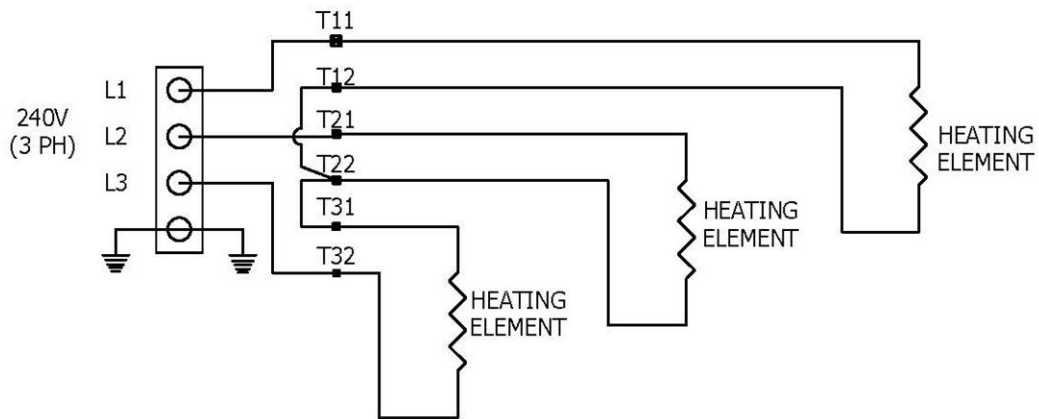 T11
T12
T21
T22
T31
T32
L1
L2
L3
240V
(3 PH)
HEATING
ELEMENT
HEATING
ELEMENT
HEATING
ELEMENT